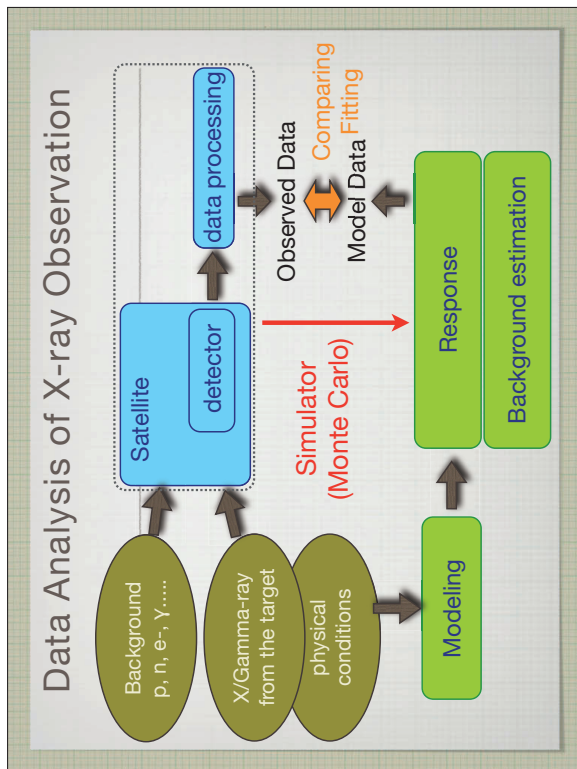 Data Analysis of X-ray Observation
Background
p, n, e-, γ.....
X/Gamma-ray
from the target
physical
conditions
Satellite
detector
data processing
Observed Data
Comparing
Fitting
Model Data
Simulator
(Monte Carlo)
Modeling
Response
Background estimation